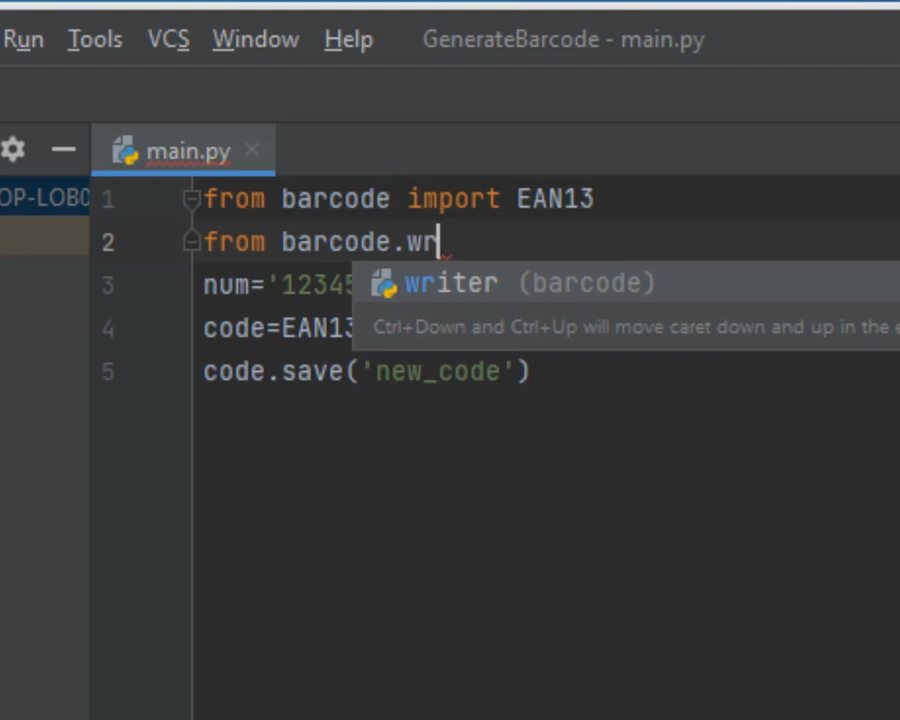 Run Tools VCS Window Help GenerateBarcode - main.py
main.py
1 from barcode import EAN13
2 from barcode.wr
writer (barcode)
3 num='12345
Ctrl+Down and Ctrl+Up will move caret down and up in the e
4 code=EAN13
5 code.save('new_code')